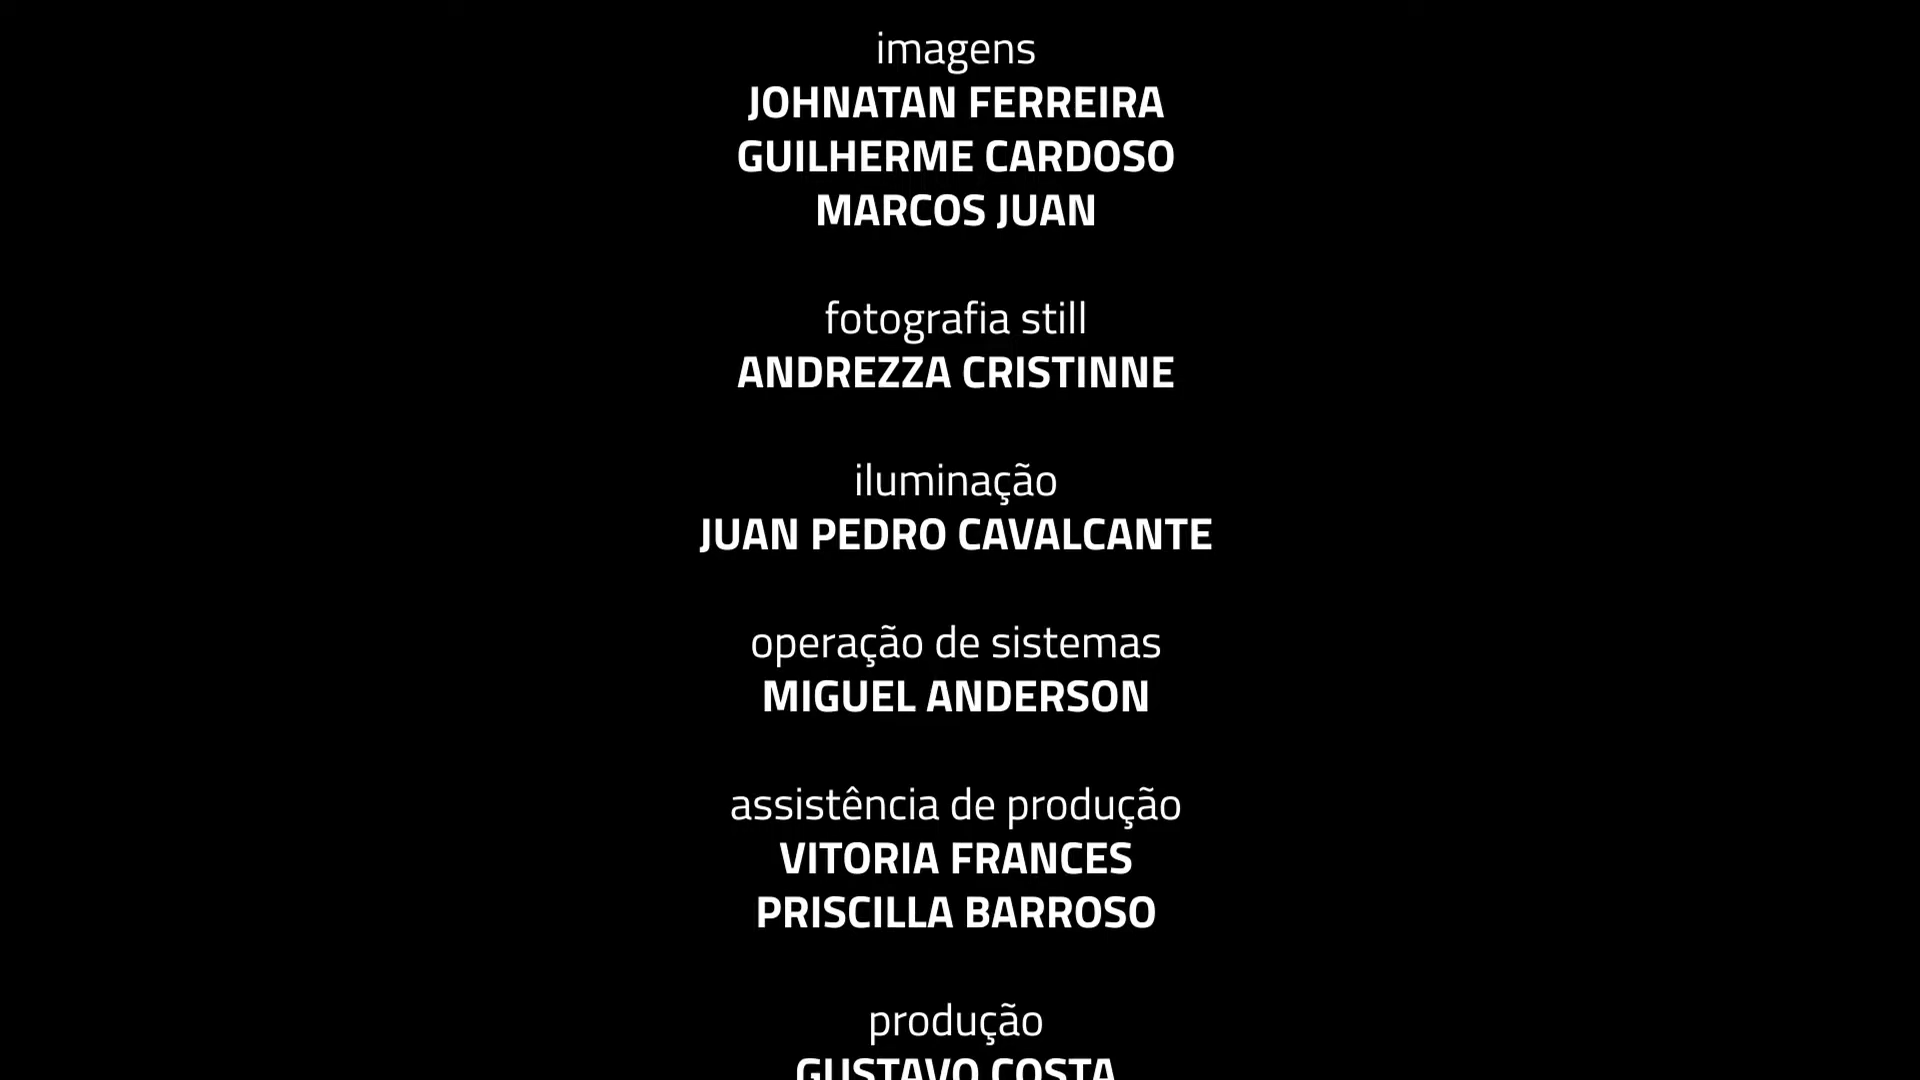 imagens
JOHNATAN FERREIRA
GUILHERME CARDOSO
MARCOS JUAN
fotografia still
ANDREZZA CRISTINNE
iluminação
JUAN PEDRO CAVALCANTE
operação de sistemas
MIGUEL ANDERSON
assistência de produção
VITORIA FRANCES
PRISCILLA BARROSO
produção
GUSTAVO COSTA